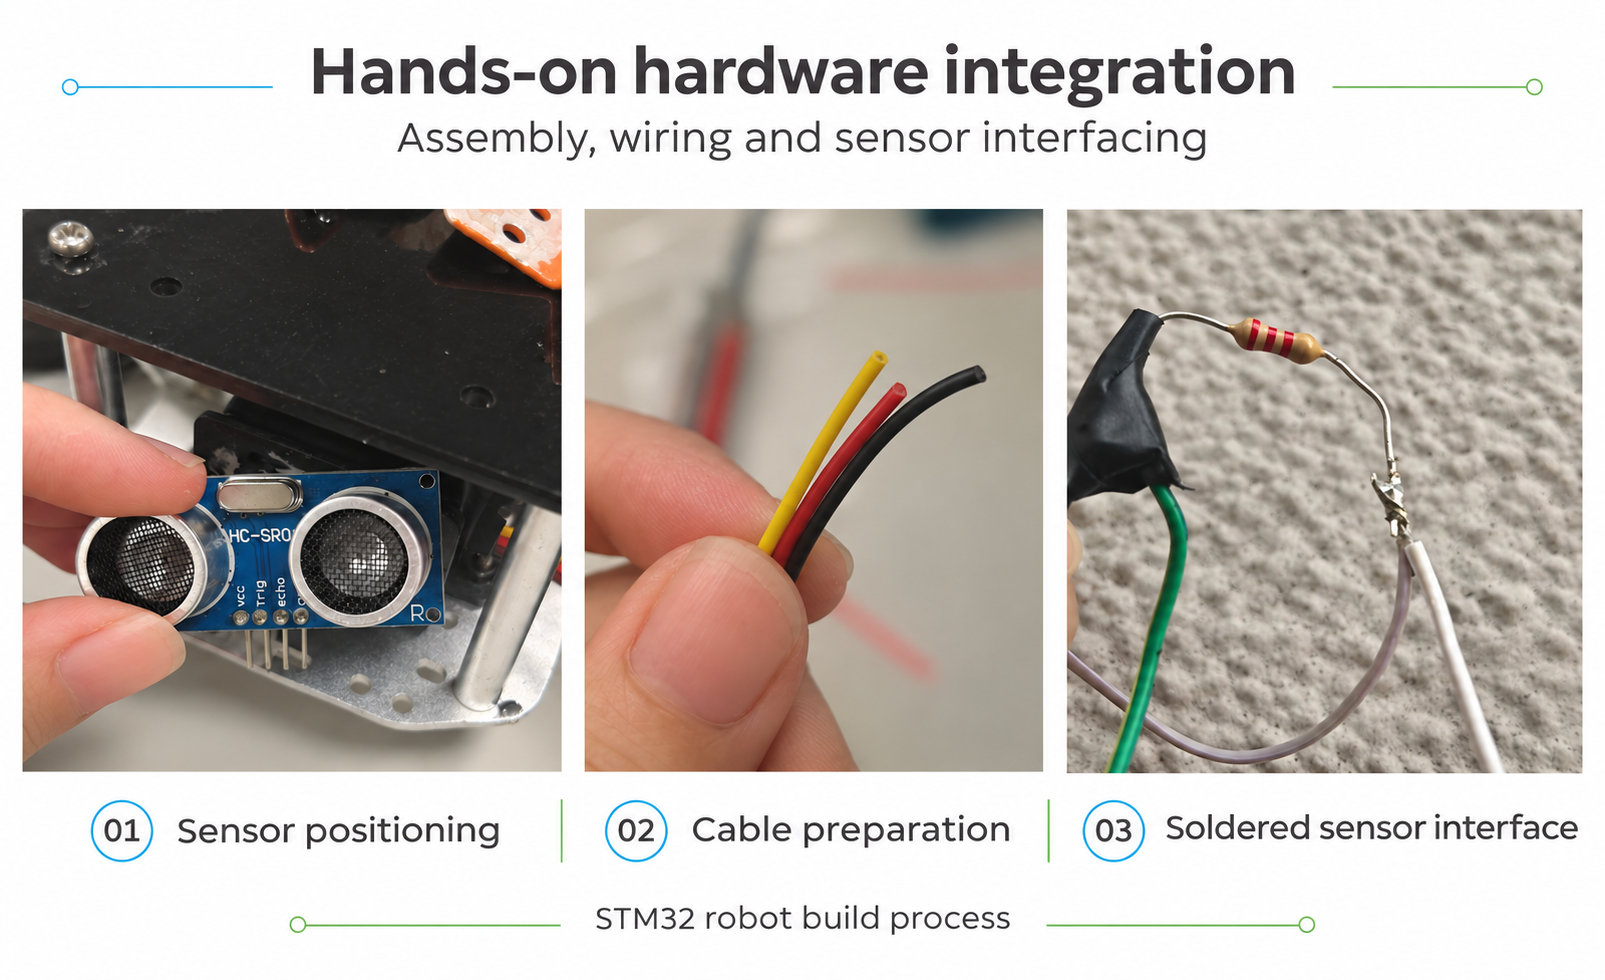 Hands-on hardware integration
Assembly, wiring and sensor interfacing
HC-SR0
vcc
Trig
echo
R
01 Sensor positioning
02 Cable preparation
03 Soldered sensor interface
STM32 robot build process